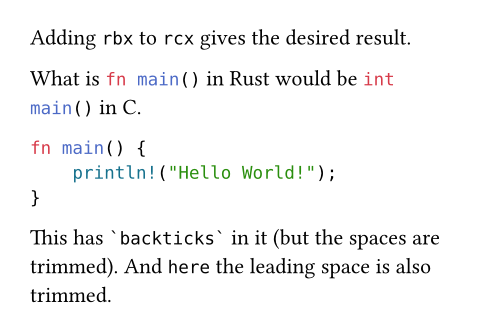 Adding rbx to rcx gives the desired result.
What is fn main() in Rust would be int
main() in C.
fn main() {
    println!("Hello World!");
}
This has `backticks` in it (but the spaces are
trimmed). And here the leading space is also
trimmed.